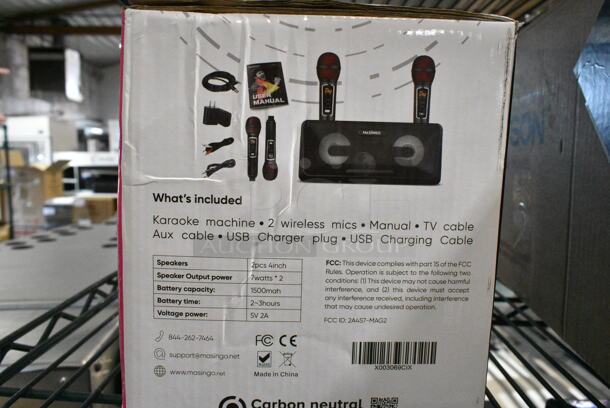 USER
MANUAL
MASINGO
What's included
Karaoke machine • 2 wireless mics • Manual • TV cable
Aux cable • USB Charger plug • USB Charging Cable
Speakers 2pcs 4inch
Speaker Output power 7watts * 2
Battery capacity: 1500mah
Battery time: 2~3hours
Voltage power: 5V 2A
FCC: This device complies with part 15 of the FCC
Rules. Operation is subject to the following two
conditions: (1) This device may not cause harmful
interference, and (2) this device must accept
any interference received, including interference
that may cause undesired operation.
FCC ID: 2A4S7-MAG2
844-262-7464
support@masingo.net
www.masingo.net
FC CE
RoHS
Made in China
X003069CIX
Carbon neutral